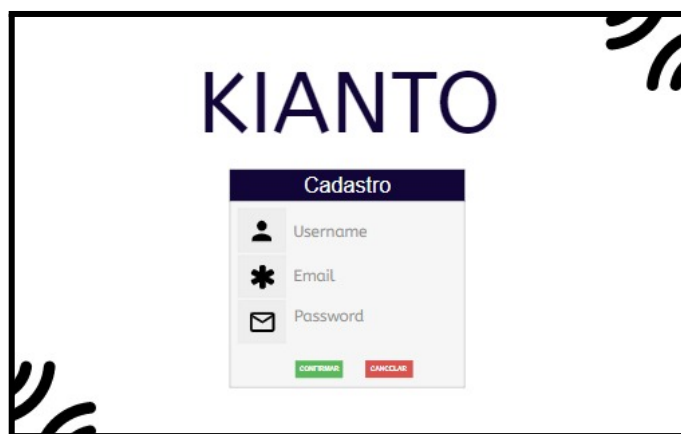 KIANTO
Cadastro
Username
Email
Password
CONFIRMAR CANCELAR